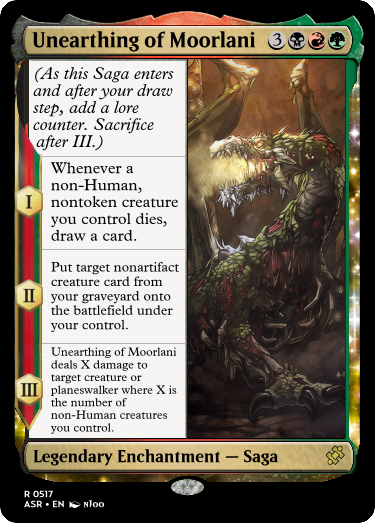 Unearthing of Moorlani 3
(As this Saga enters
and after your draw
step, add a lore
counter. Sacrifice
after III.)
I
Whenever a
non-Human,
nontoken creature
you control dies,
draw a card.
II
Put target nonartifact
creature card from
your graveyard onto
the battlefield under
your control.
III
Unearthing of Moorlani
deals X damage to
target creature or
planeswalker where X is
the number of
non-Human creatures
you control.
Legendary Enchantment — Saga
R 0517
ASR • EN n100